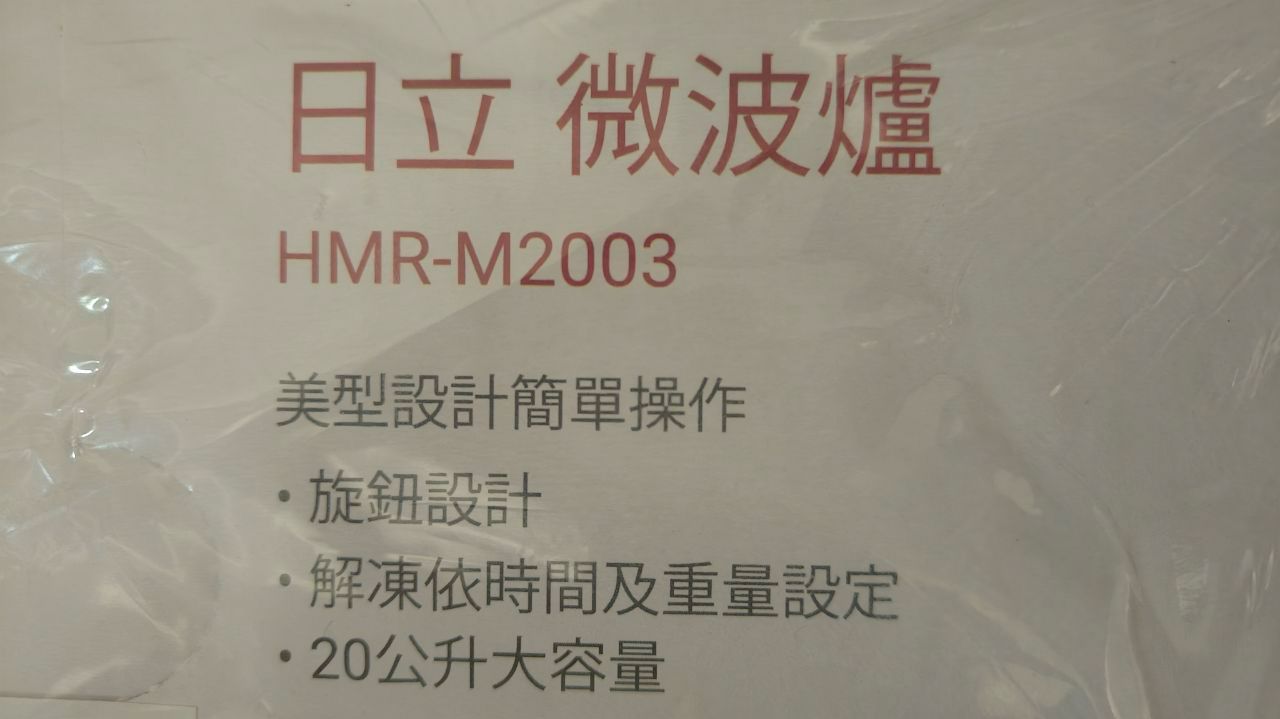 日立 微波爐
HMR-M2003
美型設計簡單操作
・旋鈕設計
・解凍依時間及重量設定
・20公升大容量